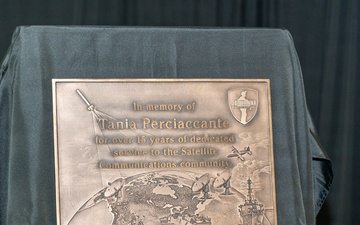 In memory of
Tania Perciaccante
for over 15 years of dedicated
service to the Satellite
Communications community